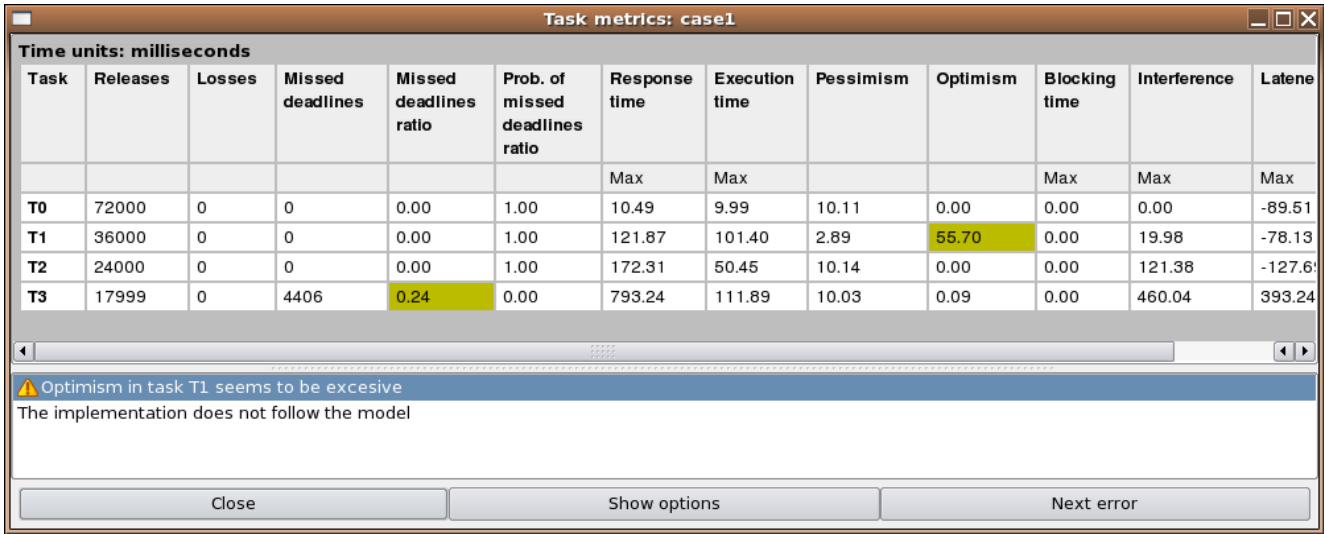 Task metrics: case1
Time units: milliseconds
Task Releases Losses Missed deadlines Missed deadlines ratio Prob. of missed deadlines ratio Response time Execution time Pessimism Optimism Blocking time Interference Latene
Max Max Max Max Max
T0 72000 0 0 0.00 1.00 10.49 9.99 10.11 0.00 0.00 0.00 -89.51
T1 36000 0 0 0.00 1.00 121.87 101.40 2.89 55.70 0.00 19.98 -78.13
T2 24000 0 0 0.00 1.00 172.31 50.45 10.14 0.00 0.00 121.38 -127.69
T3 17999 0 4406 0.24 0.00 793.24 111.89 10.03 0.09 0.00 460.04 393.24
Optimism in task T1 seems to be excesive
The implementation does not follow the model
Close Show options Next error